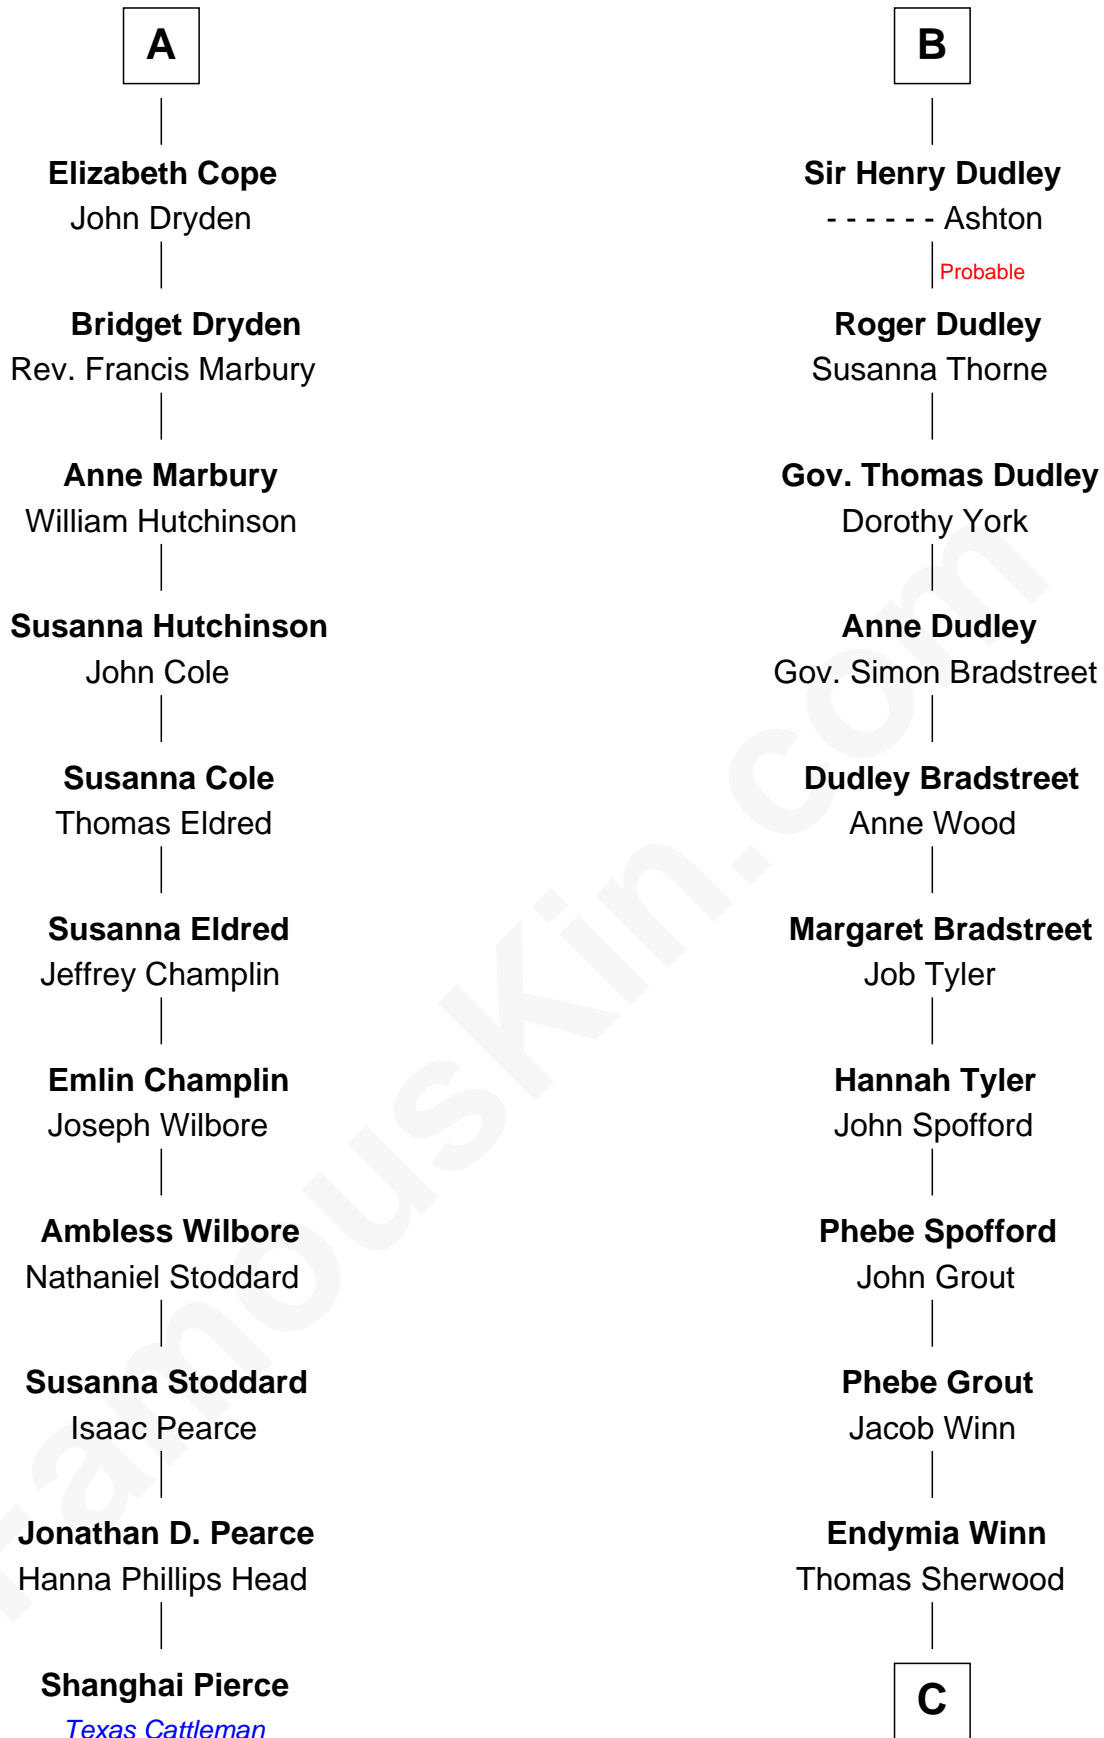 A
Elizabeth Cope
John Dryden
Bridget Dryden
Rev. Francis Marbury
Anne Marbury
William Hutchinson
Susanna Hutchinson
John Cole
Susanna Cole
Thomas Eldred
Susanna Eldred
Jeffrey Champlin
Emlin Champlin
Joseph Wilbore
Ambless Wilbore
Nathaniel Stoddard
Susanna Stoddard
Isaac Pearce
Jonathan D. Pearce
Hanna Phillips Head
Shanghai Pierce
Texas Cattleman
B
Sir Henry Dudley
- - - - - - Ashton
Probable
Roger Dudley
Susanna Thorne
Gov. Thomas Dudley
Dorothy York
Anne Dudley
Gov. Simon Bradstreet
Dudley Bradstreet
Anne Wood
Margaret Bradstreet
Job Tyler
Hannah Tyler
John Spofford
Phebe Spofford
John Grout
Phebe Grout
Jacob Winn
Endymia Winn
Thomas Sherwood
C
FamousKin.com